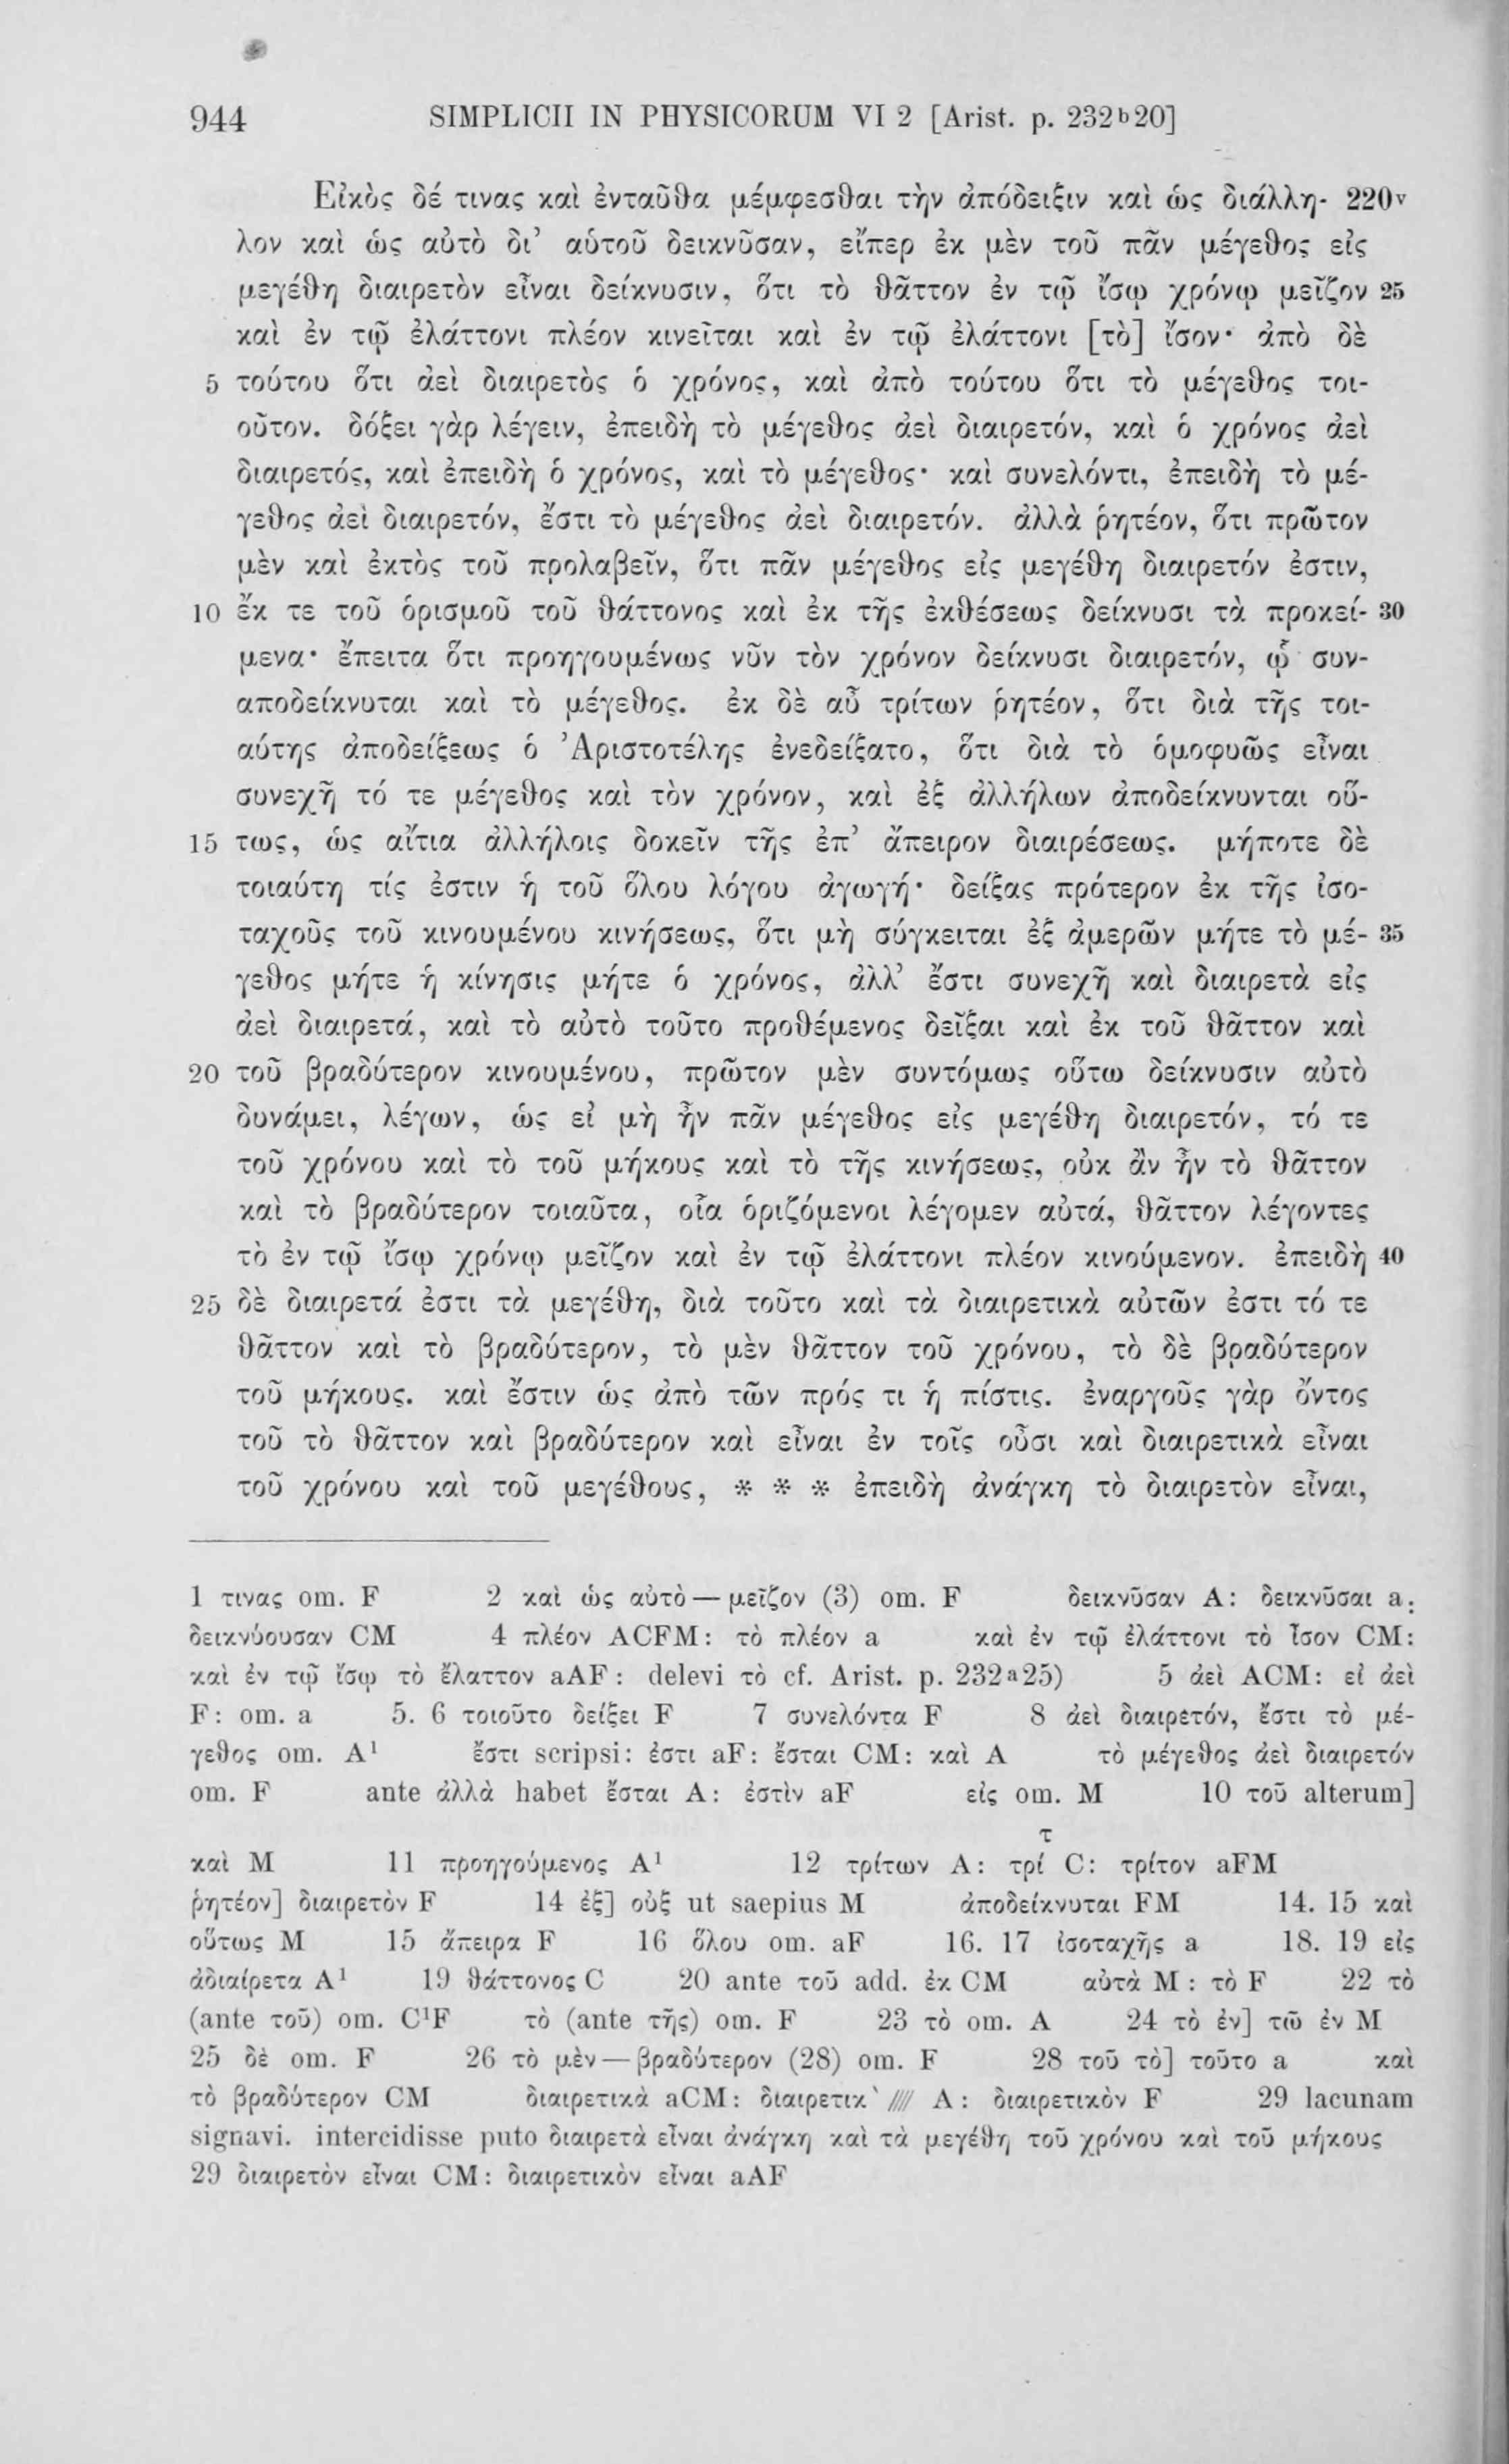 944 SIMPLICII IN PHYSICORUM VI 2 [Arist. p. 232ᵇ20]
Εἰκὸς δέ τινας καὶ ἐνταῦθα μέμφεσθαι τὴν ἀπόδειξιν καὶ ὡς διάλλη- 220ᵛ
λον καὶ ὡς αὐτὸ δι’ αὑτοῦ δεικνῦσαν, εἴπερ ἐκ μὲν τοῦ πᾶν μέγεθος εἰς
μεγέθη διαιρετὸν εἶναι δείκνυσιν, ὅτι τὸ θᾶττον ἐν τῷ ἴσῳ χρόνῳ μεῖζον 25
καὶ ἐν τῷ ἐλάττονι πλέον κινεῖται καὶ ἐν τῷ ἐλάττονι [τὸ] ἴσον· ἀπὸ δὲ
5 τούτου ὅτι ἀεὶ διαιρετὸς ὁ χρόνος, καὶ ἀπὸ τούτου ὅτι τὸ μέγεθος τοι-
οῦτον. δόξει γὰρ λέγειν, ἐπειδὴ τὸ μέγεθος ἀεὶ διαιρετόν, καὶ ὁ χρόνος ἀεὶ
διαιρετός, καὶ ἐπειδὴ ὁ χρόνος, καὶ τὸ μέγεθος· καὶ συνελόντι, ἐπειδὴ τὸ μέ-
γεθος ἀεὶ διαιρετόν, ἔστι τὸ μέγεθος ἀεὶ διαιρετόν. ἀλλὰ ῥητέον, ὅτι πρῶτον
μὲν καὶ ἐκτὸς τοῦ προλαβεῖν, ὅτι πᾶν μέγεθος εἰς μεγέθη διαιρετόν ἐστιν,
10 ἔκ τε τοῦ ὁρισμοῦ τοῦ θάττονος καὶ ἐκ τῆς ἐκθέσεως δείκνυσι τὰ προκεί- 30
μενα· ἔπειτα ὅτι προηγουμένως νῦν τὸν χρόνον δείκνυσι διαιρετόν, ᾧ συν-
αποδείκνυται καὶ τὸ μέγεθος. ἐκ δὲ αὖ τρίτων ῥητέον, ὅτι διὰ τῆς τοι-
αύτης ἀποδείξεως ὁ Ἀριστοτέλης ἐνεδείξατο, ὅτι διὰ τὸ ὁμοφυῶς εἶναι
συνεχῆ τό τε μέγεθος καὶ τὸν χρόνον, καὶ ἐξ ἀλλήλων ἀποδείκνυνται οὕ-
15 τως, ὡς αἴτια ἀλλήλοις δοκεῖν τῆς ἐπ’ ἄπειρον διαιρέσεως. μήποτε δὲ
τοιαύτη τίς ἐστιν ἡ τοῦ ὅλου λόγου ἀγωγή· δείξας πρότερον ἐκ τῆς ἰσο-
ταχοῦς τοῦ κινουμένου κινήσεως, ὅτι μὴ σύγκειται ἐξ ἀμερῶν μήτε τὸ μέ- 35
γεθος μήτε ἡ κίνησις μήτε ὁ χρόνος, ἀλλ’ ἔστι συνεχῆ καὶ διαιρετὰ εἰς
ἀεὶ διαιρετά, καὶ τὸ αὐτὸ τοῦτο προθέμενος δεῖξαι καὶ ἐκ τοῦ θᾶττον καὶ
20 τοῦ βραδύτερον κινουμένου, πρῶτον μὲν συντόμως οὕτω δείκνυσιν αὐτὸ
δυνάμει, λέγων, ὡς εἰ μὴ ἦν πᾶν μέγεθος εἰς μεγέθη διαιρετόν, τό τε
τοῦ χρόνου καὶ τὸ τοῦ μήκους καὶ τὸ τῆς κινήσεως, οὐκ ἂν ἦν τὸ θᾶττον
καὶ τὸ βραδύτερον τοιαῦτα, οἷα ὁριζόμενοι λέγομεν αὐτά, θᾶττον λέγοντες
τὸ ἐν τῷ ἴσῳ χρόνῳ μεῖζον καὶ ἐν τῷ ἐλάττονι πλέον κινούμενον. ἐπειδὴ 40
25 δὲ διαιρετά ἐστι τὰ μεγέθη, διὰ τοῦτο καὶ τὰ διαιρετικὰ αὐτῶν ἐστι τό τε
θᾶττον καὶ τὸ βραδύτερον, τὸ μὲν θᾶττον τοῦ χρόνου, τὸ δὲ βραδύτερον
τοῦ μήκους. καὶ ἔστιν ὡς ἀπὸ τῶν πρός τι ἡ πίστις. ἐναργοῦς γὰρ ὄντος
τοῦ τὸ θᾶττον καὶ βραδύτερον καὶ εἶναι ἐν τοῖς οὖσι καὶ διαιρετικὰ εἶναι
τοῦ χρόνου καὶ τοῦ μεγέθους, * * * ἐπειδὴ ἀνάγκη τὸ διαιρετὸν εἶναι,
1 τινας om. F 2 καὶ ὡς αὐτὸ — μεῖζον (3) om. F δεικνῦσαν A: δεικνῦσαι a:
δεικνύουσαν CM 4 πλέον ACFM: τὸ πλέον a καὶ ἐν τῷ ἐλάττονι τὸ ἴσον CM:
καὶ ἐν τῷ ἴσῳ τὸ ἔλαττον aAF: delevi τὸ cf. Arist. p. 232ᵃ25) 5 ἀεὶ ACM: εἰ ἀεὶ
F: om. a 5. 6 τοιοῦτο δείξει F 7 συνελόντα F 8 ἀεὶ διαιρετόν, ἔστι τὸ μέ-
γεθος om. A¹ ἔστι scripsi: ἐστι aF: ἔσται CM: καὶ A τὸ μέγεθος ἀεὶ διαιρετόν
om. F ante ἀλλὰ habet ἔσται A: ἐστὶν aF εἰς om. M 10 τοῦ alterum]
τ
καὶ M 11 προηγούμενος A¹ 12 τρίτων A: τρί C: τρίτον aFM
ῥητέον] διαιρετὸν F 14 ἐξ] οὐξ ut saepius M ἀποδείκνυται FM 14. 15 καὶ
οὕτως M 15 ἄπειρα F 16 ὅλου om. aF 16. 17 ἰσοταχῆς a 18. 19 εἰς
ἀδιαίρετα A¹ 19 θάττονος C 20 ante τοῦ add. ἐκ CM αὐτὰ M: τὸ F 22 τὸ
(ante τοῦ) om. C¹F τὸ (ante τῆς) om. F 23 τὸ om. A 24 τὸ ἐν] τῶ ἐν M
25 δὲ om. F 26 τὸ μὲν — βραδύτερον (28) om. F 28 τοῦ τὸ] τοῦτο a καὶ
τὸ βραδύτερον CM διαιρετικὰ aCM: διαιρετικ` //// A: διαιρετικὸν F 29 lacunam
signavi. intercidisse puto διαιρετὰ εἶναι ἀνάγκη καὶ τὰ μεγέθη τοῦ χρόνου καὶ τοῦ μήκους
29 διαιρετὸν εἶναι CM: διαιρετικὸν εἶναι aAF